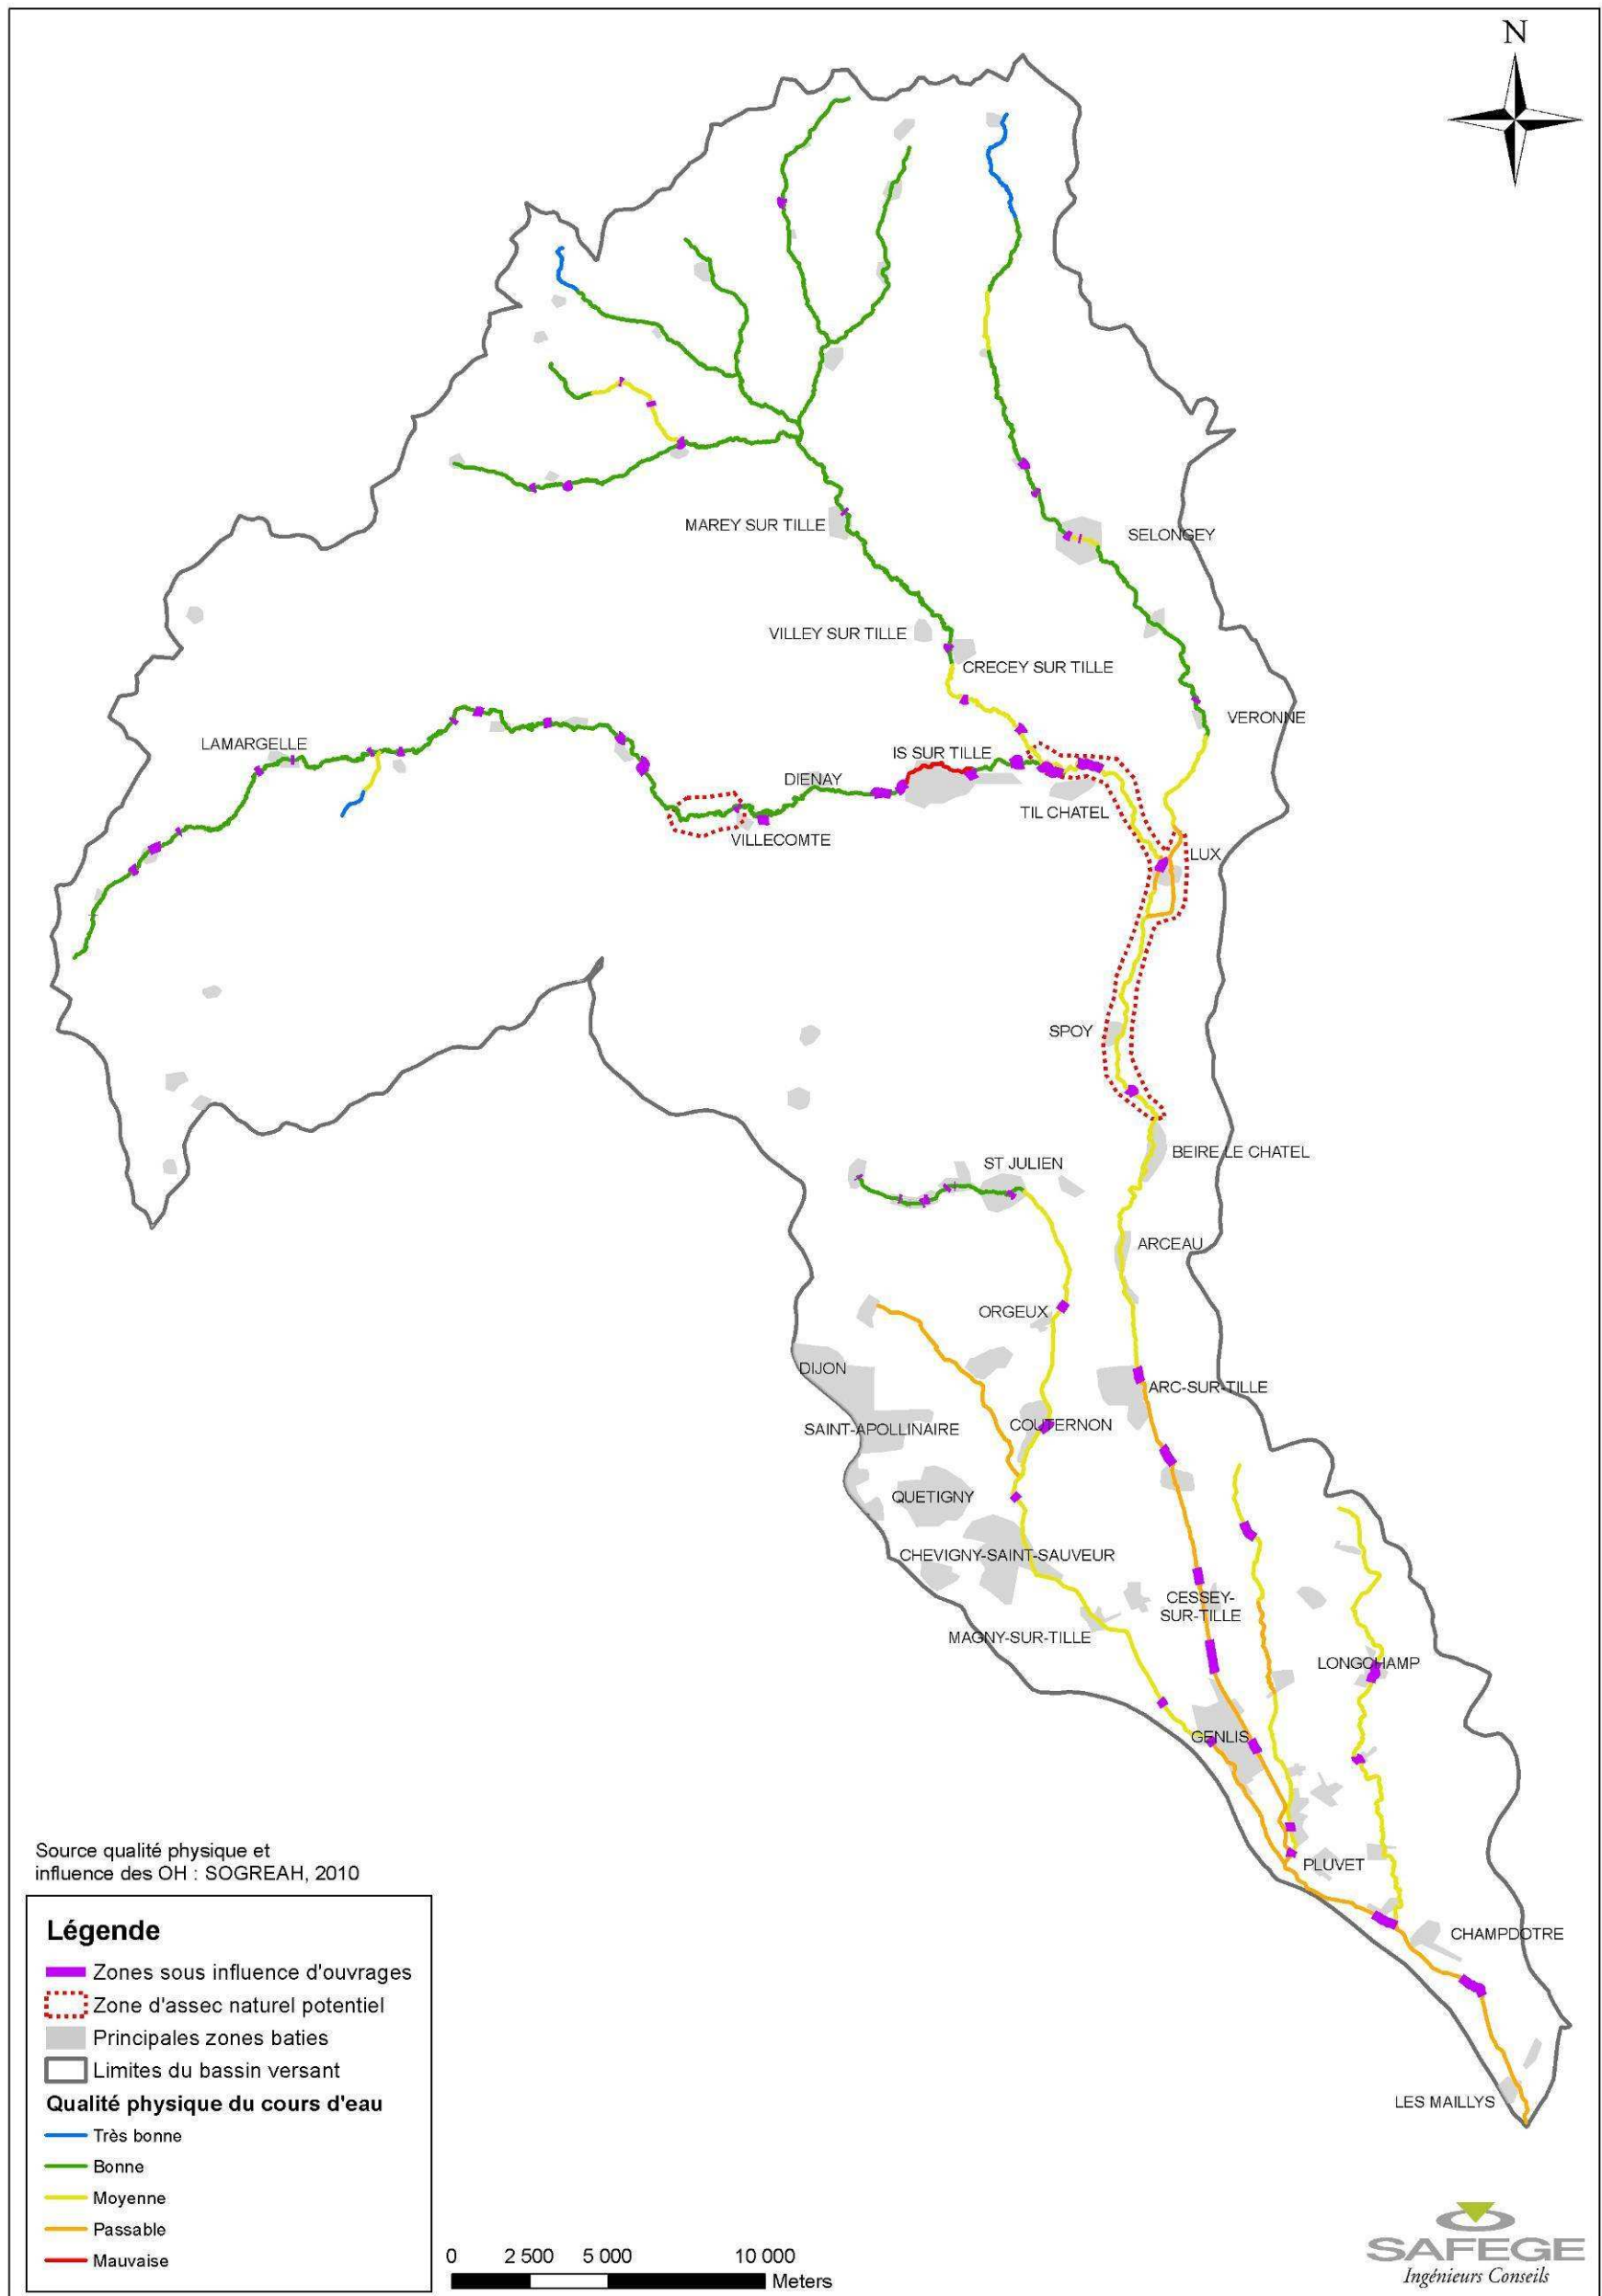 N
SELONGEY
MAREY SUR TILLE
VILLEY SUR TILLE
CRECEY SUR TILLE
VERONNE
LAMARGELLE
IS SUR TILLE
DIENAY
TIL CHATEL
VILLECOMTE
LUX
SPOY
BEIRE LE CHATEL
ST JULIEN
ARCEAU
ORGEUX
DIJON
ARC-SUR-TILLE
COUTERNON
SAINT-APOLLINAIRE
QUETIGNY
CHEVIGNY-SAINT-SAUVEUR
CESSEY-
SUR-TILLE
MAGNY-SUR-TILLE
LONGCHAMP
GENLIS
PLUVET
CHAMPDOTRE
LES MAILLYS
Source qualité physique et
influence des OH : SOGREAH, 2010
Légende
Zones sous influence d'ouvrages
Zone d'assec naturel potentiel
Principales zones baties
Limites du bassin versant
Qualité physique du cours d'eau
Très bonne
Bonne
Moyenne
Passable
Mauvaise
0 2 500 5 000 10 000
Meters
SAFEGE
Ingénieurs Conseils